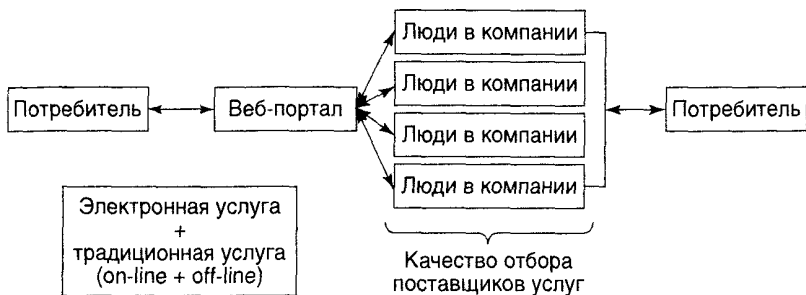 Потребитель
Веб-портал
Люди в компании
Люди в компании
Люди в компании
Люди в компании
Потребитель
Электронная услуга
+
традиционная услуга
(on-line + off-line)
Качество отбора
поставщиков услуг